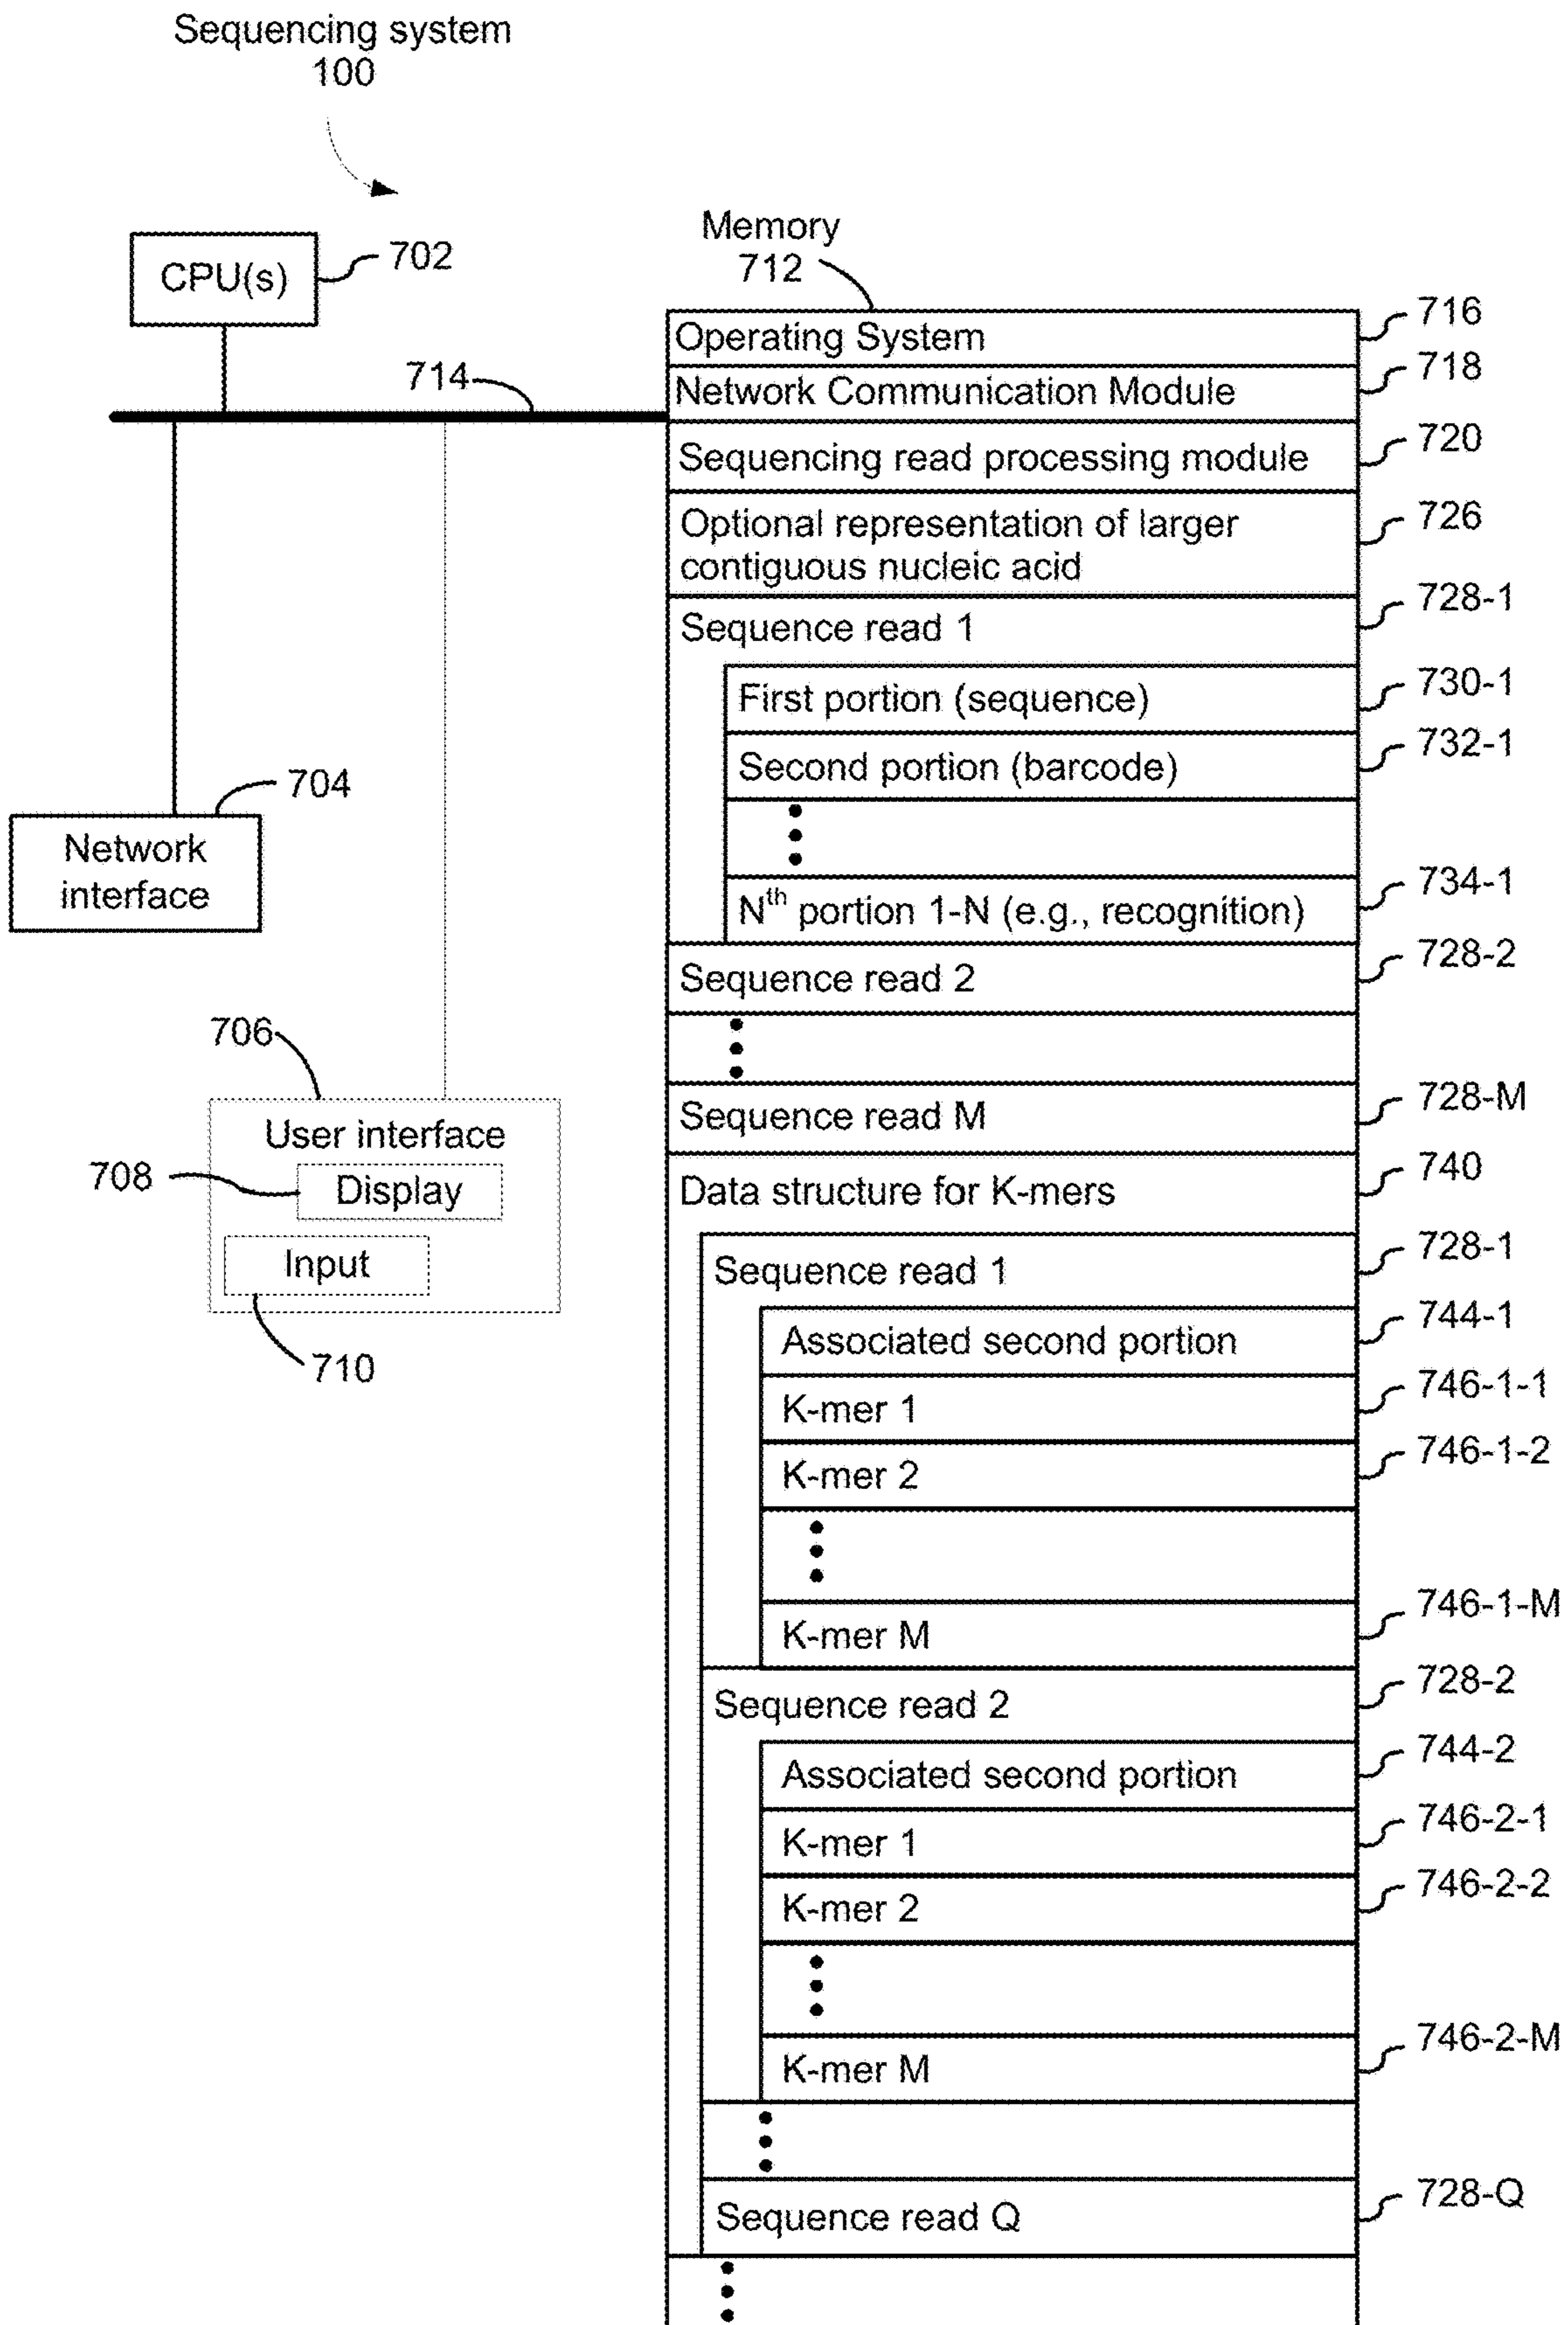 Sequencing system
100
CPU(s)
702
Memory
712
714
Operating System
716
Network Communication Module
718
Sequencing read processing module
720
Optional representation of larger
contiguous nucleic acid
726
Sequence read 1
728-1
First portion (sequence)
730-1
Second portion (barcode)
732-1
Nth portion 1-N (e.g., recognition)
734-1
704
Network
interface
Sequence read 2
728-2
Sequence read M
728-M
706
User interface
708
Display
Input
710
Data structure for K-mers
740
Sequence read 1
728-1
Associated second portion
744-1
K-mer 1
746-1-1
K-mer 2
746-1-2
K-mer M
746-1-M
Sequence read 2
728-2
Associated second portion
744-2
K-mer 1
746-2-1
K-mer 2
746-2-2
K-mer M
746-2-M
Sequence read Q
728-Q